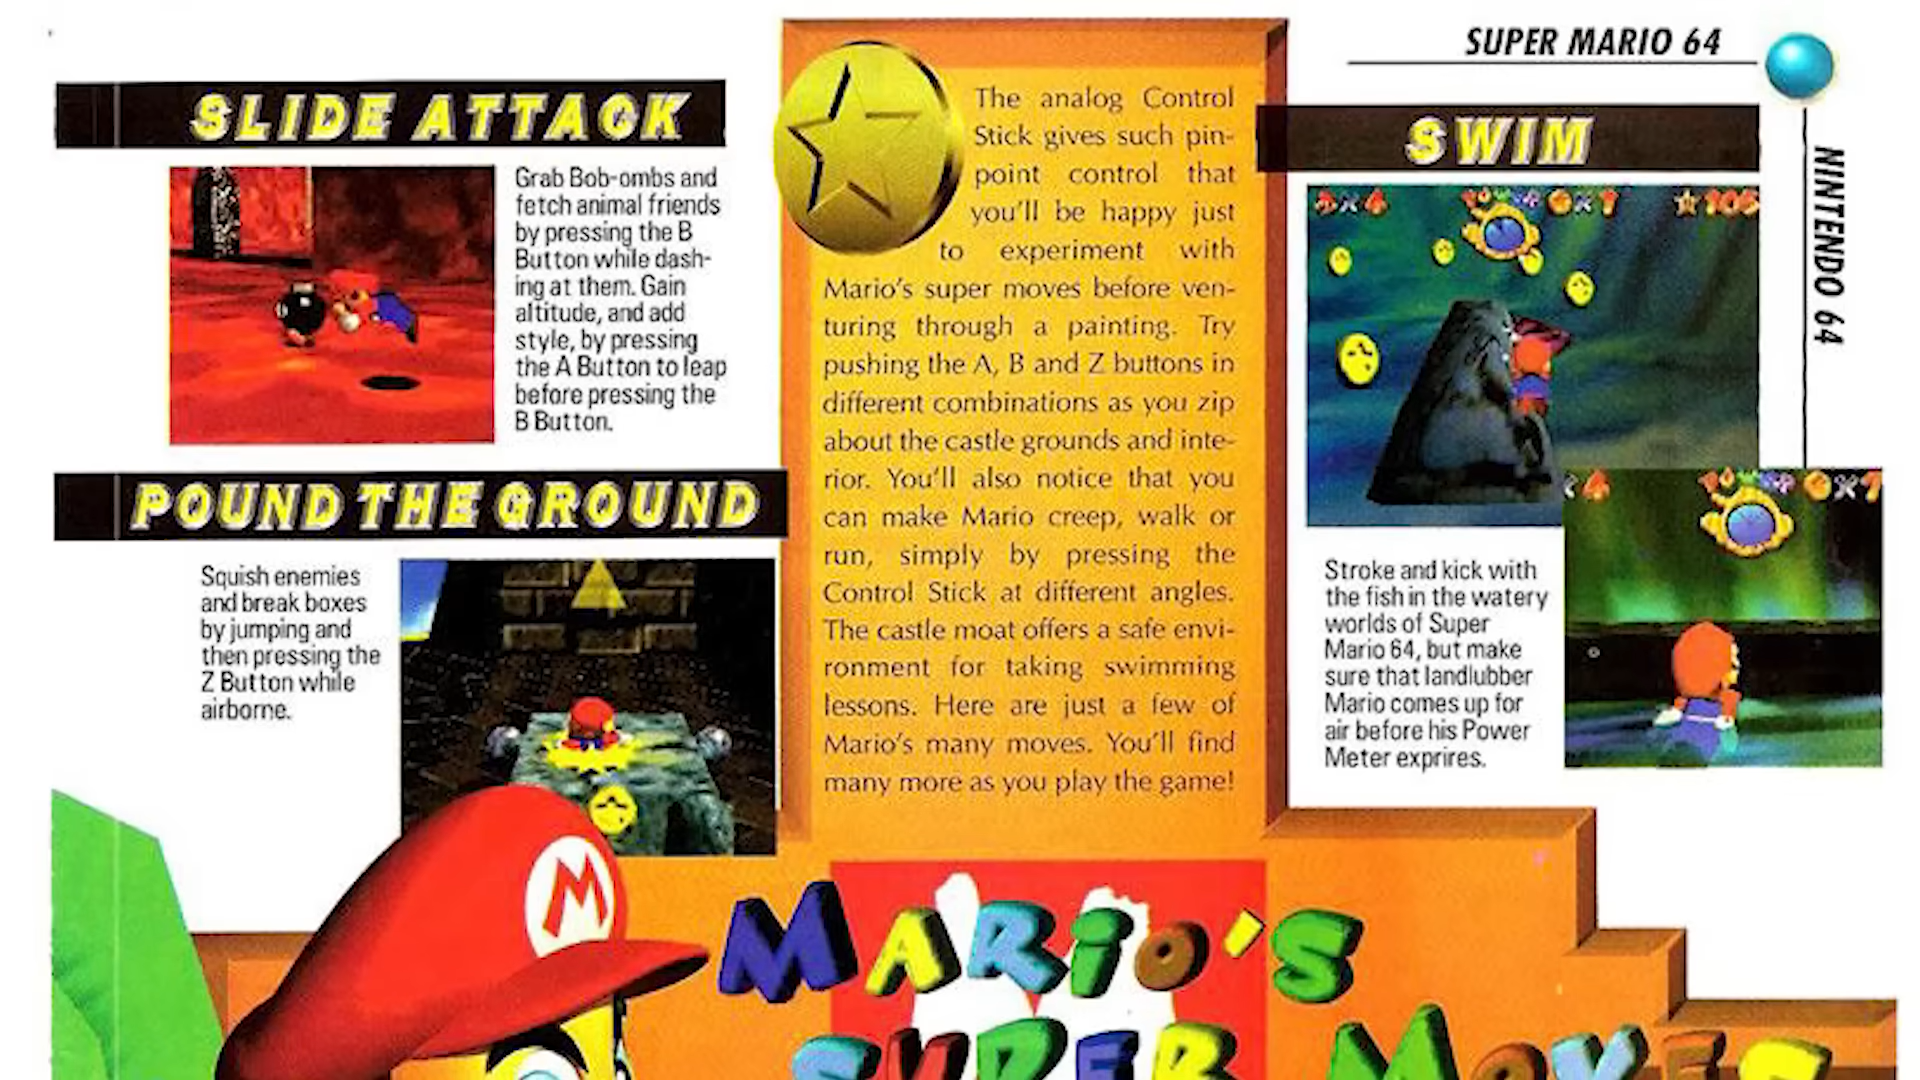 SUPER MARIO 64
NINTENDO 64
SLIDE ATTACK
Grab Bob-ombs and
fetch animal friends
by pressing the B
Button while dash-
ing at them. Gain
altitude, and add
style, by pressing
the A Button to leap
before pressing the
B Button.
POUND THE GROUND
Squish enemies
and break boxes
by jumping and
then pressing the
Z Button while
airborne.
The analog Control
Stick gives such pin-
point control that
you'll be happy just
to experiment with
Mario's super moves before ven-
turing through a painting. Try
pushing the A, B and Z buttons in
different combinations as you zip
about the castle grounds and inte-
rior. You'll also notice that you
can make Mario creep, walk or
run, simply by pressing the
Control Stick at different angles.
The castle moat offers a safe envi-
ronment for taking swimming
lessons. Here are just a few of
Mario's many moves. You'll find
many more as you play the game!
SWIM
Stroke and kick with
the fish in the watery
worlds of Super
Mario 64, but make
sure that landlubber
Mario comes up for
air before his Power
Meter exprires.
M
MARiO'S
SUPER MOVES